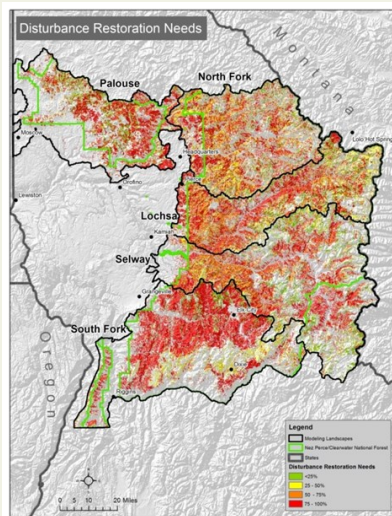 Disturbance Restoration Needs
Montana
North Fork
Palouse
Lolo Hot Spring
Moscow
Headquarters
Orofino
Lewiston
Lochsa
Kamiah
Selway
Grangeville
South Fork
Oregon
Riggins
0 5 10 20 Miles
Legend
Modeling Landscapes
Nez Perce/Clearwater National Forest
States
Disturbance Restoration Needs
<25%
25 - 50%
50 - 75%
75 - 100%